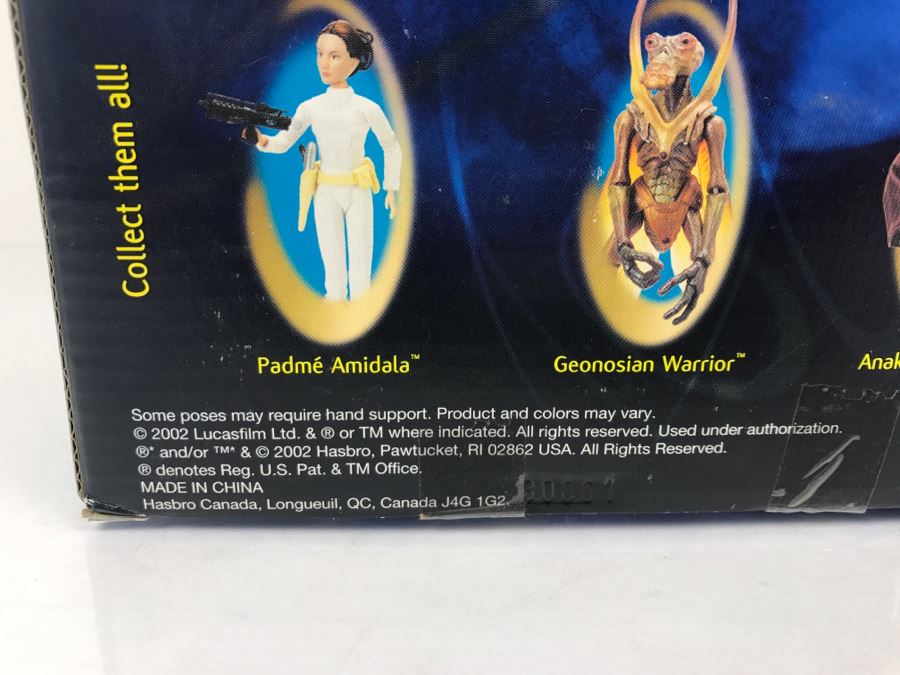 Collect them all!
Padmé Amidala™
Geonosian Warrior™
Anak
Some poses may require hand support. Product and colors may vary.
© 2002 Lucasfilm Ltd. & ® or TM where indicated. All rights reserved. Used under authorization.
®* and/or ™* & © 2002 Hasbro, Pawtucket, RI 02862 USA. All Rights Reserved.
® denotes Reg. U.S. Pat. & TM Office.
MADE IN CHINA
Hasbro Canada, Longueuil, QC, Canada J4G 1G2.